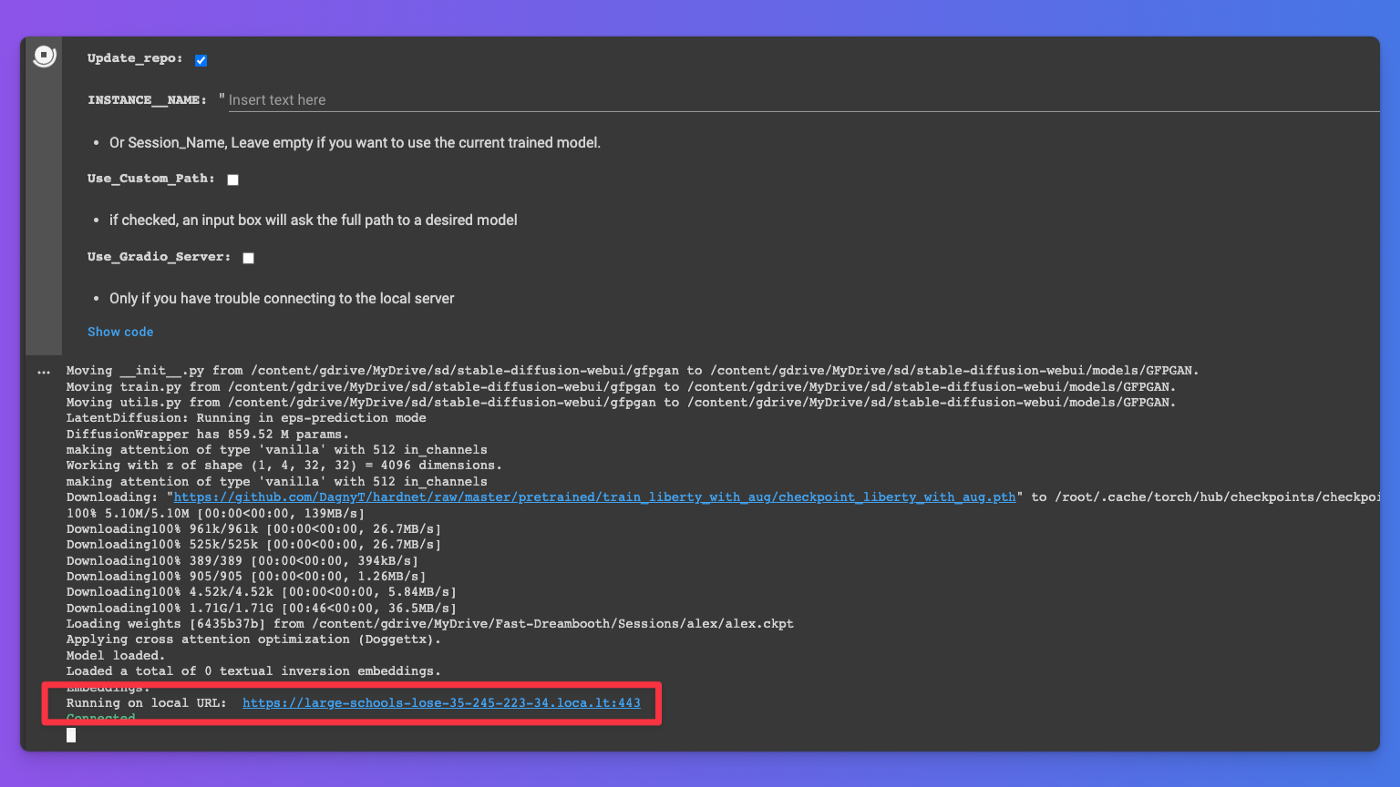 Update_repo:
INSTANCE__NAME: " Insert text here
• Or Session_Name, Leave empty if you want to use the current trained model.
Use_Custom_Path:
• if checked, an input box will ask the full path to a desired model
Use_Gradio_Server:
• Only if you have trouble connecting to the local server
Show code
... Moving __init__.py from /content/gdrive/MyDrive/sd/stable-diffusion-webui/gfpgan to /content/gdrive/MyDrive/sd/stable-diffusion-webui/models/GFPGAN.
Moving train.py from /content/gdrive/MyDrive/sd/stable-diffusion-webui/gfpgan to /content/gdrive/MyDrive/sd/stable-diffusion-webui/models/GFPGAN.
Moving utils.py from /content/gdrive/MyDrive/sd/stable-diffusion-webui/gfpgan to /content/gdrive/MyDrive/sd/stable-diffusion-webui/models/GFPGAN.
LatentDiffusion: Running in eps-prediction mode
DiffusionWrapper has 859.52 M params.
making attention of type 'vanilla' with 512 in_channels
Working with z of shape (1, 4, 32, 32) = 4096 dimensions.
making attention of type 'vanilla' with 512 in_channels
Downloading: "https://github.com/DagnyT/hardnet/raw/master/pretrained/train_liberty_with_aug/checkpoint_liberty_with_aug.pth" to /root/.cache/torch/hub/checkpoints/checkpoi
100% 5.10M/5.10M [00:00<00:00, 139MB/s]
Downloading100% 961k/961k [00:00<00:00, 26.7MB/s]
Downloading100% 525k/525k [00:00<00:00, 26.7MB/s]
Downloading100% 389/389 [00:00<00:00, 394kB/s]
Downloading100% 905/905 [00:00<00:00, 1.26MB/s]
Downloading100% 4.52k/4.52k [00:00<00:00, 5.84MB/s]
Downloading100% 1.71G/1.71G [00:46<00:00, 36.5MB/s]
Loading weights [6435b37b] from /content/gdrive/MyDrive/Fast-Dreambooth/Sessions/alex/alex.ckpt
Applying cross attention optimization (Doggettx).
Model loaded.
Loaded a total of 0 textual inversion embeddings.
Embeddings:
Running on local URL: https://large-schools-lose-35-245-223-34.loca.lt:443
Connected